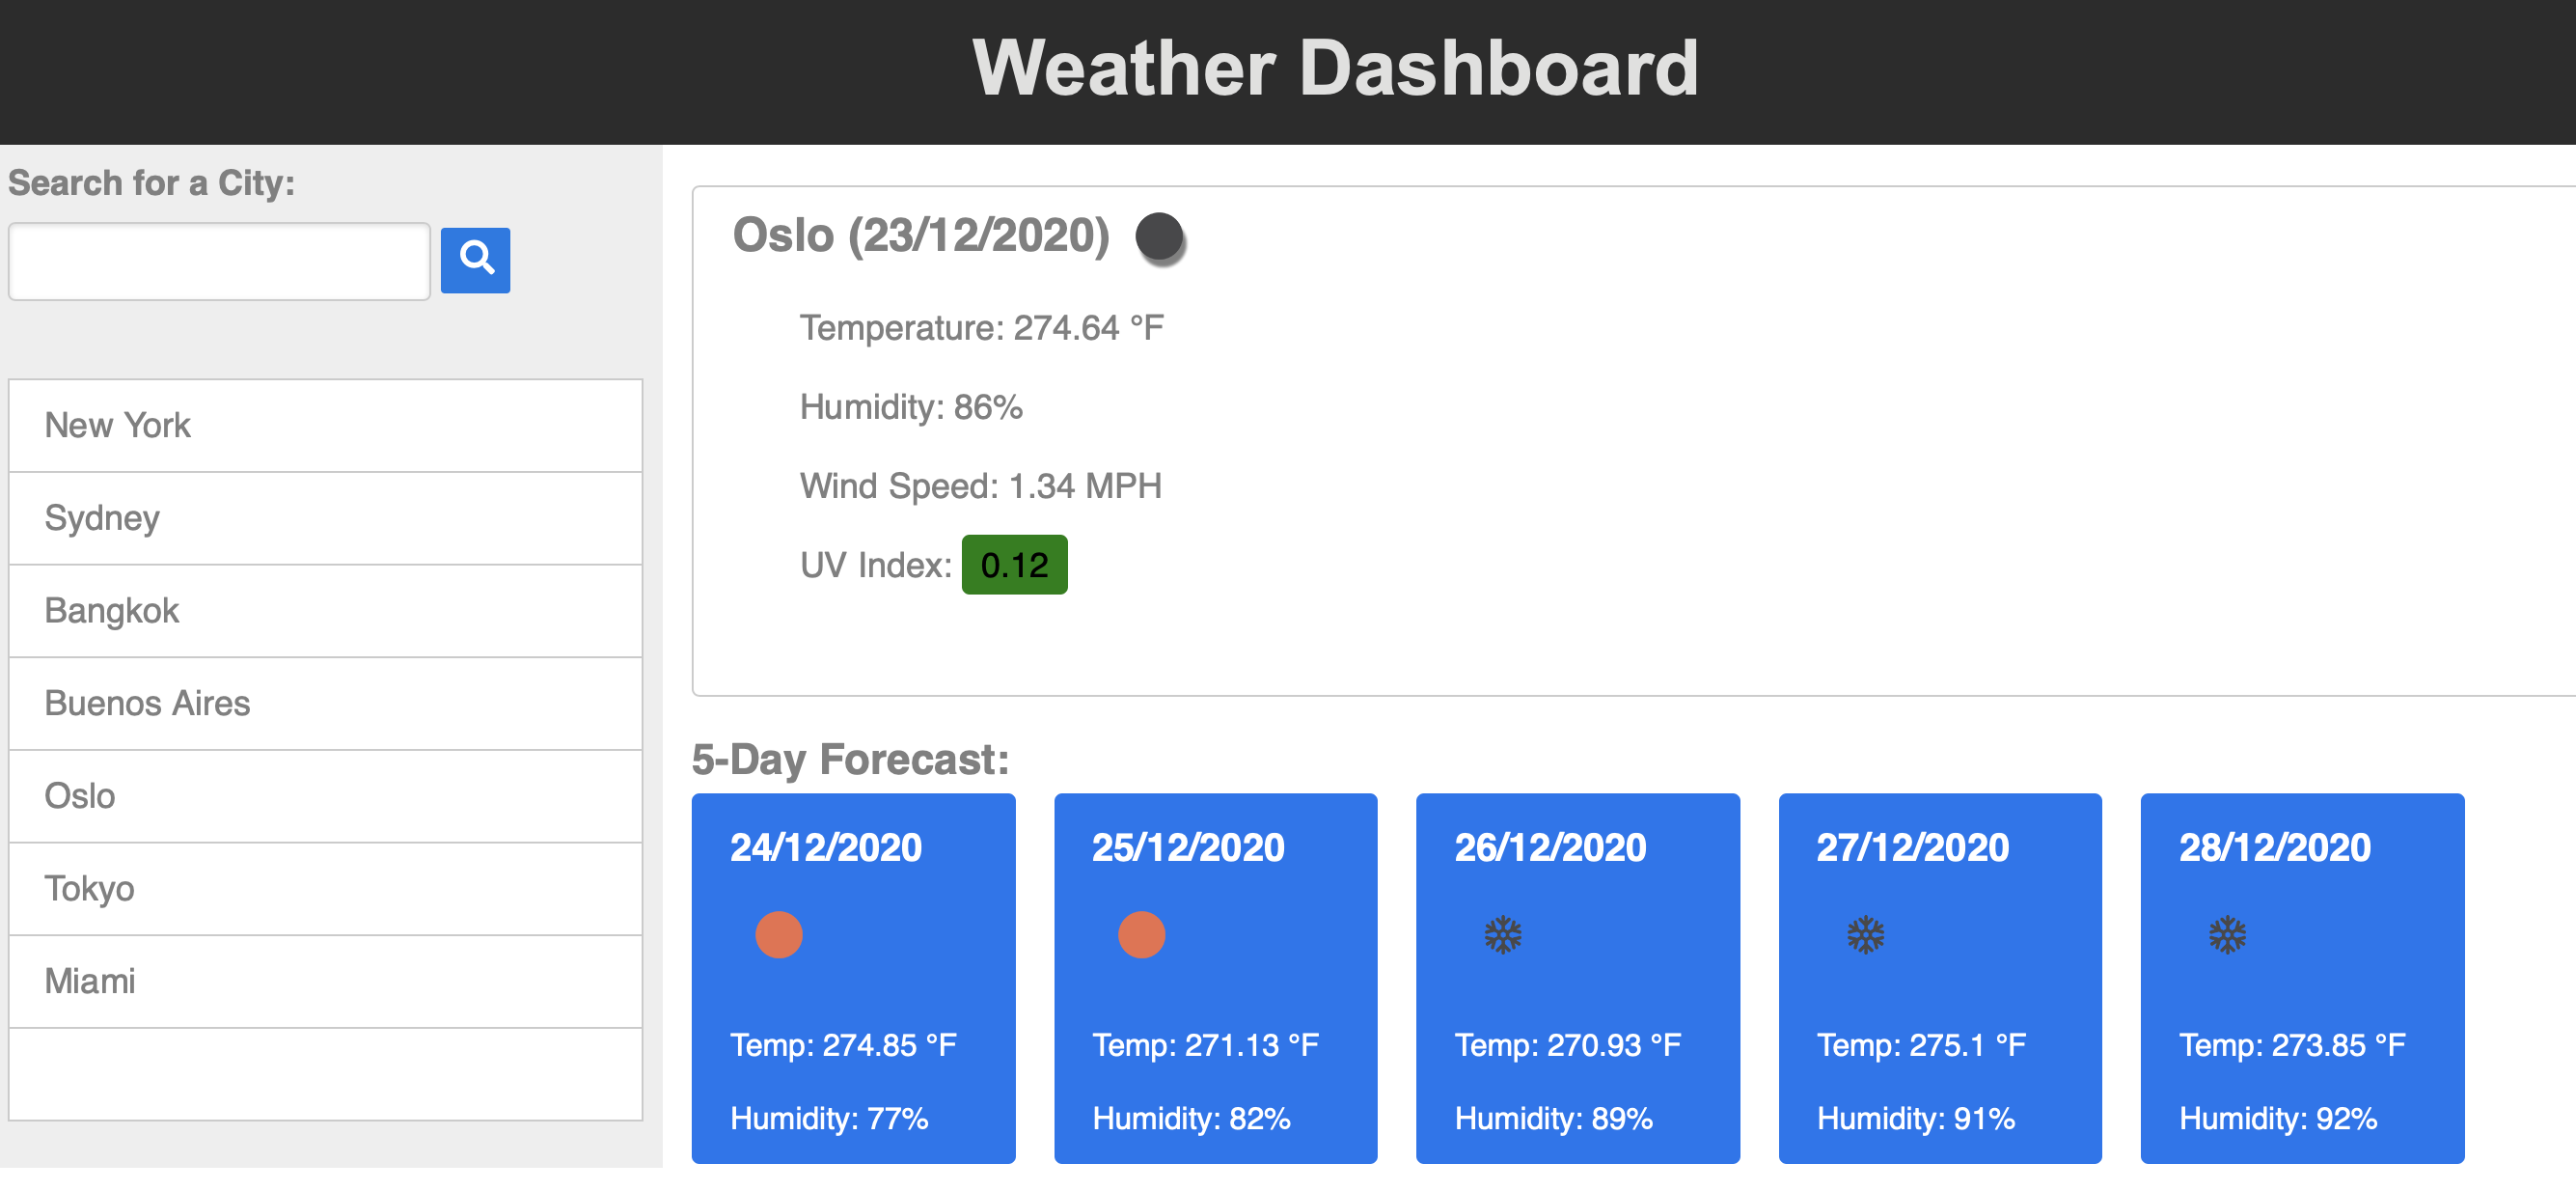 Weather Dashboard
Search for a City:
New York
Sydney
Bangkok
Buenos Aires
Oslo
Tokyo
Miami
Oslo (23/12/2020)
Temperature: 274.64 °F
Humidity: 86%
Wind Speed: 1.34 MPH
UV Index: 0.12
5-Day Forecast:
24/12/2020
Temp: 274.85 °F
Humidity: 77%
25/12/2020
Temp: 271.13 °F
Humidity: 82%
26/12/2020
Temp: 270.93 °F
Humidity: 89%
27/12/2020
Temp: 275.1 °F
Humidity: 91%
28/12/2020
Temp: 273.85 °F
Humidity: 92%